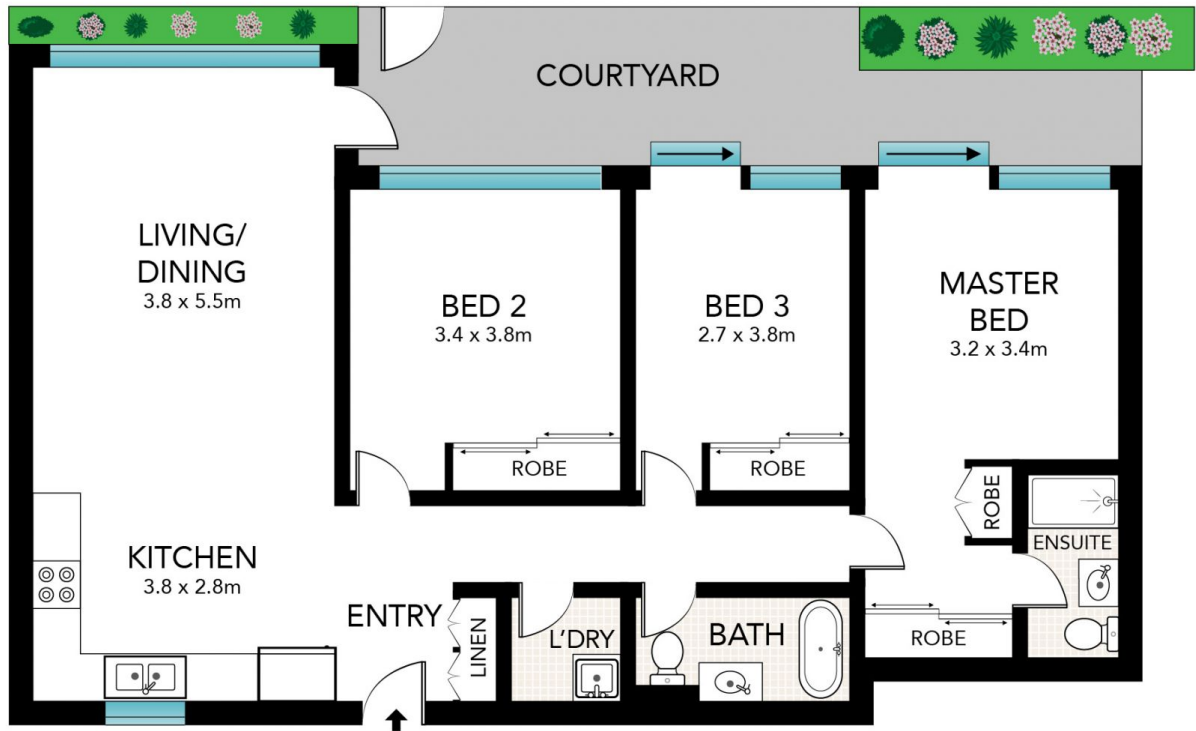 COURTYARD
LIVING/
DINING
3.8 x 5.5m
BED 2
3.4 x 3.8m
BED 3
2.7 x 3.8m
MASTER
BED
3.2 x 3.4m
ROBE
ROBE
ROBE
ENSUITE
KITCHEN
3.8 x 2.8m
ENTRY
LINEN
L'DRY
BATH
ROBE